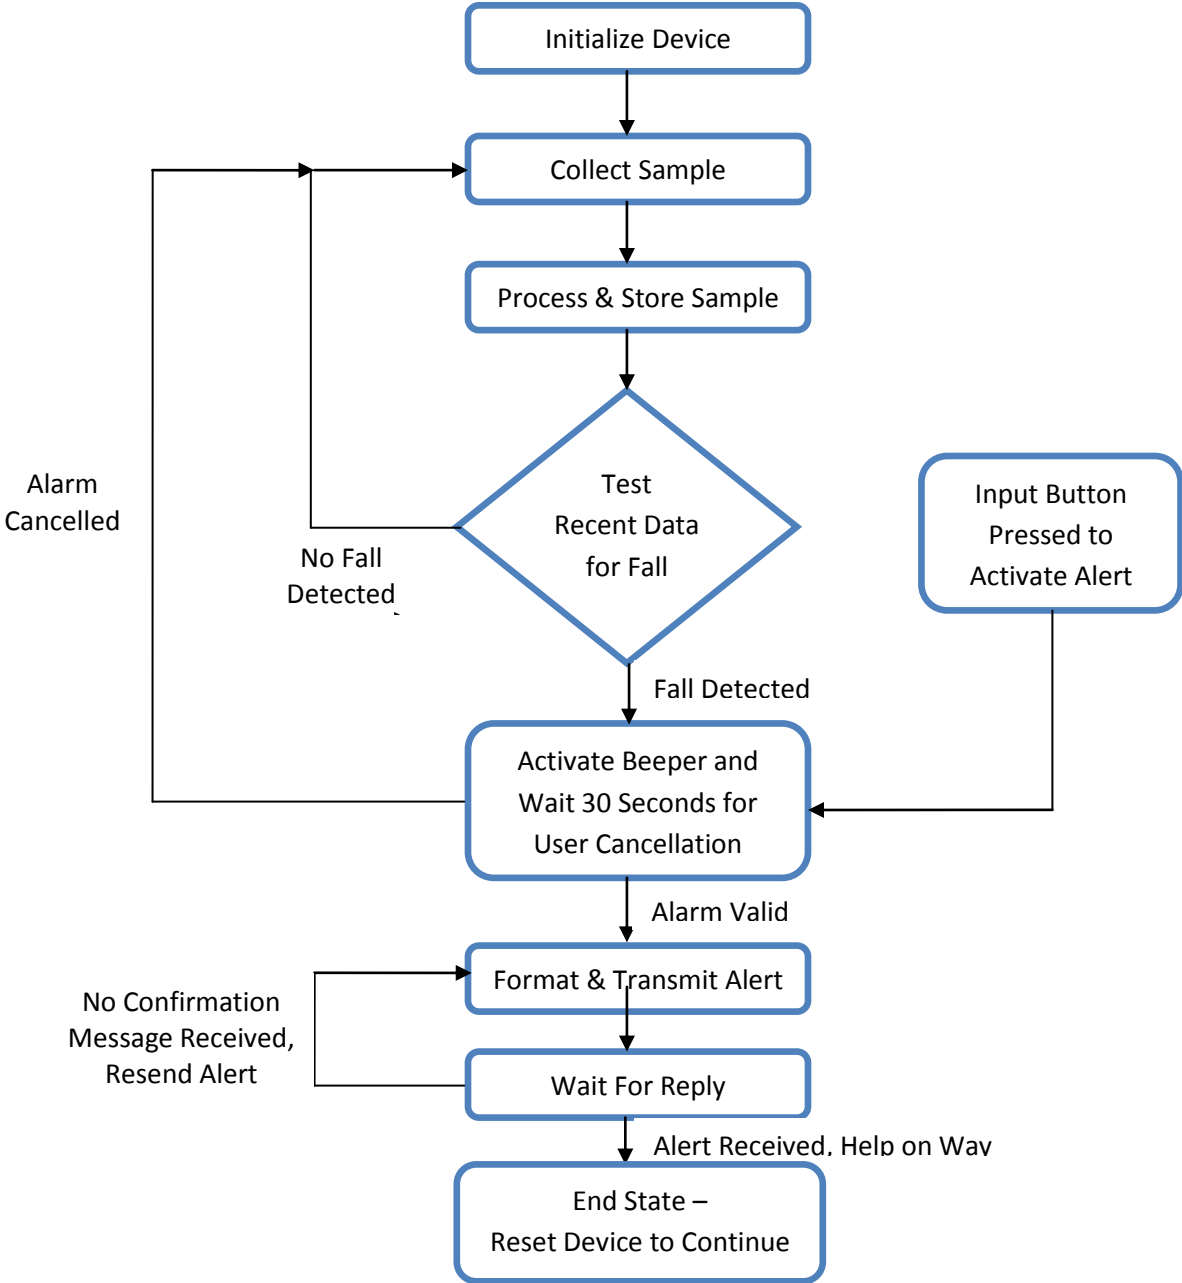 Initialize Device
Collect Sample
Process & Store Sample
Test
Recent Data
for Fall
No Fall
Detected
Alarm
Cancelled
Input Button
Pressed to
Activate Alert
Fall Detected
Activate Beeper and
Wait 30 Seconds for
User Cancellation
Alarm Valid
Format & Transmit Alert
No Confirmation
Message Received,
Resend Alert
Wait For Reply
Alert Received, Help on Way
End State –
Reset Device to Continue